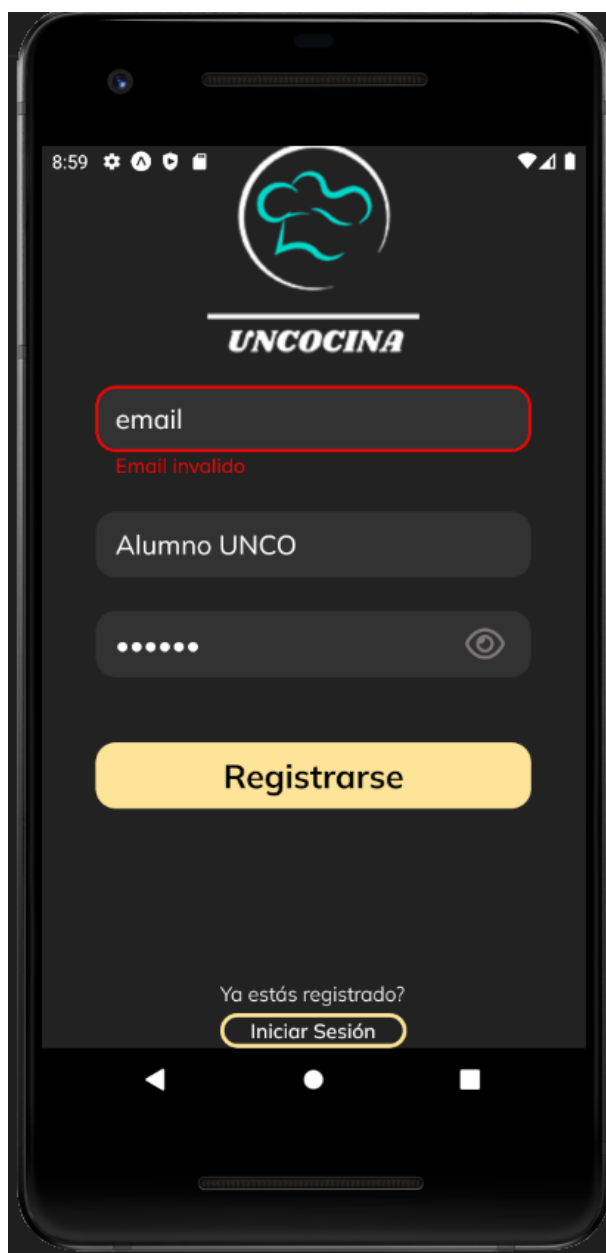 8:59
UNCOCINA
email
Email invalido
Alumno UNCO
••••••
Registrarse
Ya estás registrado?
Iniciar Sesión